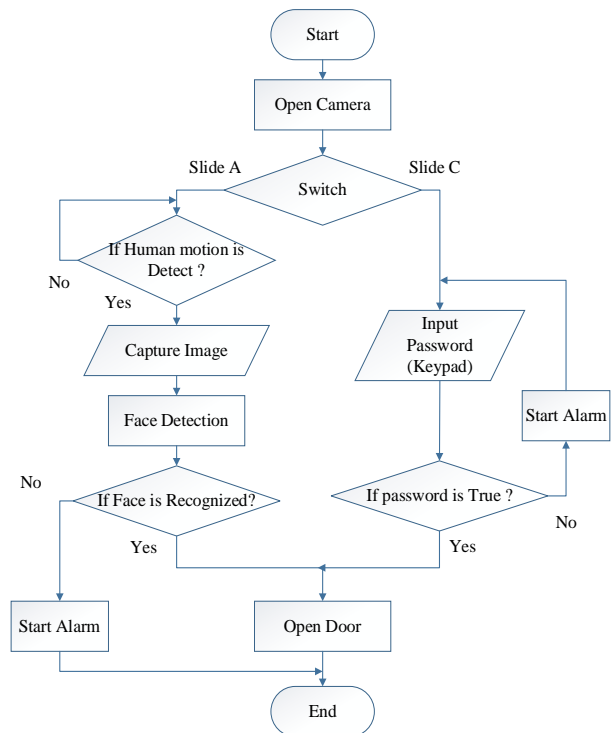 Start
Open Camera
Slide A
Slide C
Switch
If Human motion is
Detect ?
No
Yes
Capture Image
Input
Password
(Keypad)
Face Detection
Start Alarm
No
If Face is Recognized?
If password is True ?
No
Yes
Yes
Start Alarm
Open Door
End